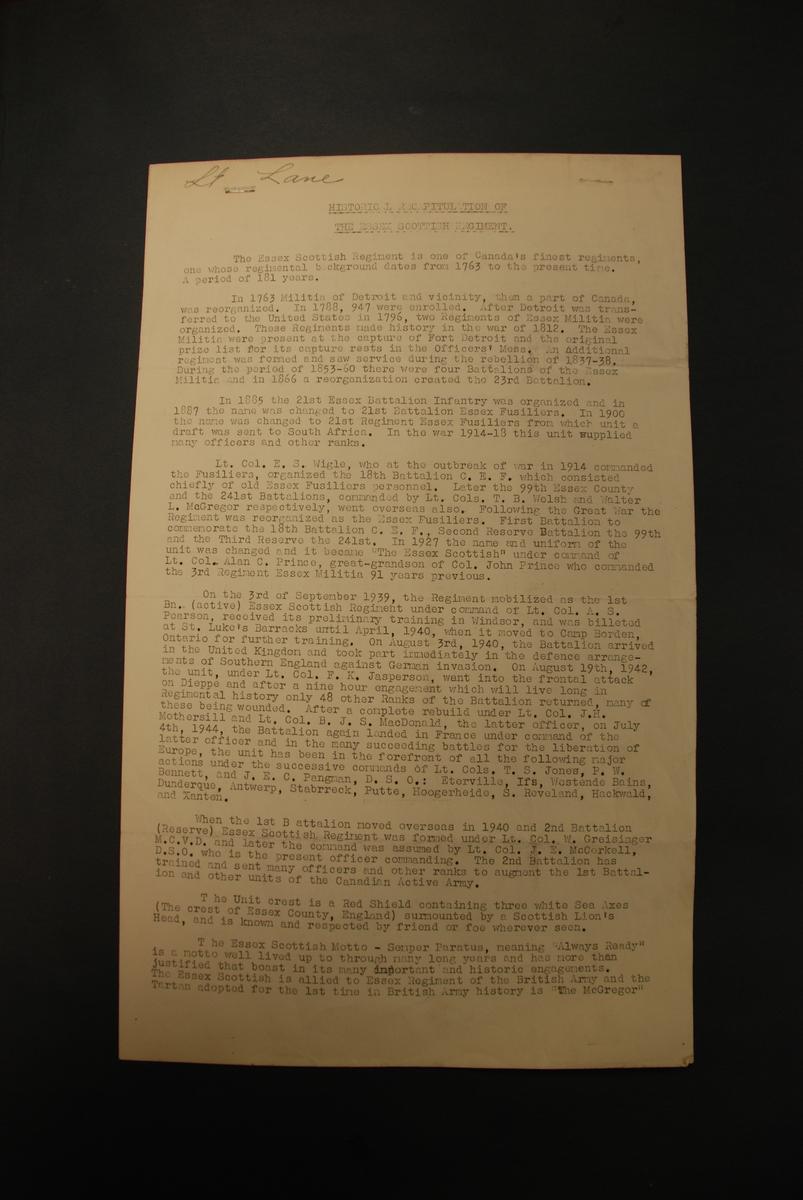 Lt Lane
HISTORIC L REC PITUL TION OF
THE ESSEX SCOTTISH REGIMENT.
The Essex Scottish Regiment is one of Canada's finest regiments,
one whose regimental background dates from 1763 to the present time.
A period of 181 years.
In 1763 Militia of Detroit and vicinity, then a part of Canada,
was reorganized. In 1788, 947 were enrolled. After Detroit was trans-
ferred to the United States in 1796, two Regiments of Essex Militia were
organized. These Regiments made history in the war of 1812. The Essex
Militia were present at the capture of Fort Detroit and the original
prize list for its capture rests in the Officers' Mess. An Additional
regiment was formed and saw service during the rebellion of 1837-38.
During the period of 1853-60 there were four Battalions of the Essex
Militia and in 1866 a reorganization created the 23rd Battalion.
In 1885 the 21st Essex Battalion Infantry was organized and in
1887 the name was changed to 21st Battalion Essex Fusiliers. In 1900
the name was changed to 21st Regiment Essex Fusiliers from which unit a
draft was sent to South Africa. In the war 1914-18 this unit supplied
many officers and other ranks.
Lt. Col. E. S. Wigle, who at the outbreak of war in 1914 commanded
the Fusiliers, organized the 18th Battalion C. E. F. which consisted
chiefly of old Essex Fusiliers personnel. Later the 99th Essex County
and the 241st Battalions, commanded by Lt. Cols. T. B. Welsh and Walter
L. McGregor respectively, went overseas also. Following the Great War the
Regiment was reorganized as the Essex Fusiliers. First Battalion to
commemorate the 18th Battalion C. E. F., Second Reserve Battalion the 99th
and the Third Reserve the 241st. In 1927 the name and uniform of the
unit was changed and it became "The Essex Scottish" under command of
Lt. Col. Alan C. Prince, great-grandson of Col. John Prince who commanded
the 3rd Regiment Essex Militia 91 years previous.
On the 3rd of September 1939, the Regiment mobilized as the 1st
Bn. (active) Essex Scottish Regiment under command of Lt. Col. A. S.
Pearson, received its preliminary training in Windsor, and was billeted
at St. Luke's Barracks until April, 1940, when it moved to Camp Borden,
Ontario for further training. On August 3rd, 1940, the Battalion arrived
in the United Kingdon and took part immediately in the defence arrange-
ments of Southern England against German invasion. On August 19th, 1942,
the unit, under Lt. Col. F. K. Jasperson, went into the frontal attack
on Dieppe and after a nine hour engagement which will live long in
Regimental history only 48 other Ranks of the Battalion returned, many of
these being wounded. After a complete rebuild under Lt. Col. J.H.
Mothersill and Lt. Col. B. J. S. MacDonald, the latter officer, on July
4th, 1944, the Battalion again landed in France under command of the
latter officer and in the many succeeding battles for the liberation of
Europe, the unit has been in the forefront of all the following major
actions under the successive commands of Lt. Cols. T. S. Jones, P. W.
Bennett, and J. E. C. Pangman, D. S. O.: Eterville, Ifs, Westende Bains,
Dunderque, Antwerp, Stabrreck, Putte, Hoogerheide, S. Reveland, Hackwald,
and Xanten.
When the 1st B attalion moved overseas in 1940 and 2nd Battalion
(Reserve) Essex Scottish Regiment was formed under Lt. Col. W. Greisinger
M.C.V.D. and later the command was assumed by Lt. Col. J. E. McCorkell,
D.S.O. who is the present officer commanding. The 2nd Battalion has
trained and sent many officers and other ranks to augment the 1st Battal-
ion and other units of the Canadian Active Army.
T he Unit crest is a Red Shield containing three white Sea Axes
(The crest of Essex County, England) surmounted by a Scottish Lion's
Head, and is known and respected by friend or foe wherever seen.
T he Essex Scottish Motto - Semper Paratus, meaning "Always Ready"
is a motto well lived up to through many long years and has more than
justified that boast in its many important and historic engagements.
The Essex Scottish is allied to Essex Regiment of the British Army and the
Tartan adopted for the 1st time in British Army history is "The McGregor"